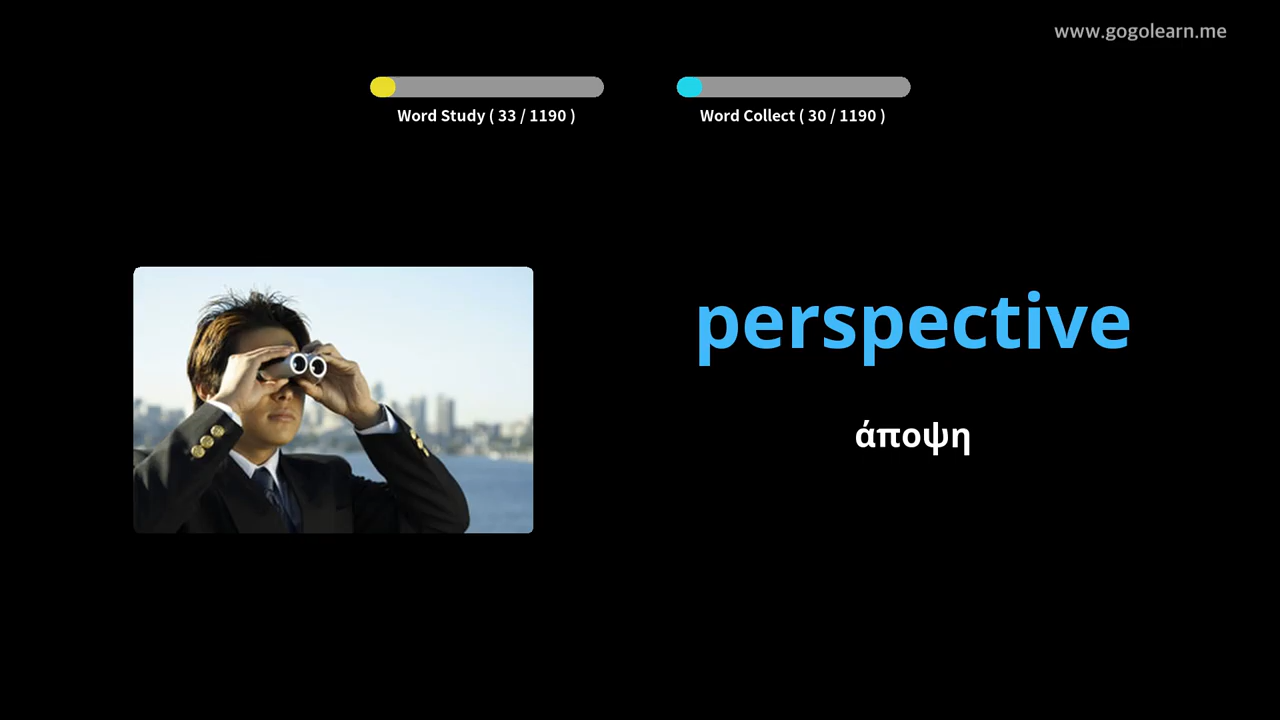 www.gogolearn.me
Word Study ( 33 / 1190 )
Word Collect ( 30 / 1190 )
perspective
άποψη